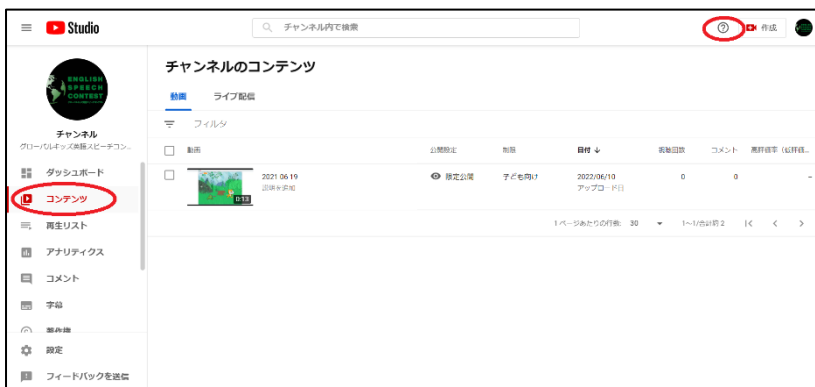 Studio
チャンネル内で検索
作成
ENGLISH
SPEECH
CONTEST
チャンネル
グローバルキッズ英語スピーチコン...
ダッシュボード
コンテンツ
再生リスト
アナリティクス
コメント
字幕
著作権
設定
フィードバックを送信
チャンネルのコンテンツ
動画 ライブ配信
フィルタ
動画 公開設定 制限 日付 ↓ 視聴回数 コメント 高評価率（低評価...
2021 06 19 限定公開 子ども向け 2022/06/10 0 0 –
説明を追加 アップロード日
0:13
1 ページあたりの行数: 30 1～1/合計約 2